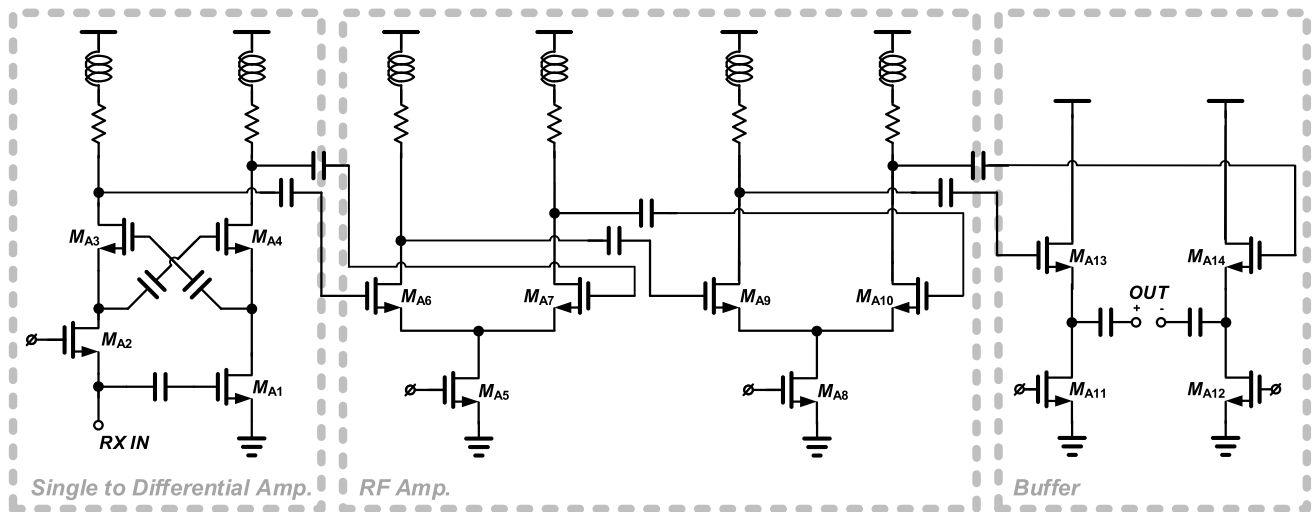 MA3
MA4
MA2
MA1
RX IN
Single to Differential Amp.
MA6
MA7
MA9
MA10
MA5
MA8
RF Amp.
MA13
MA14
OUT
+ -
MA11
MA12
Buffer